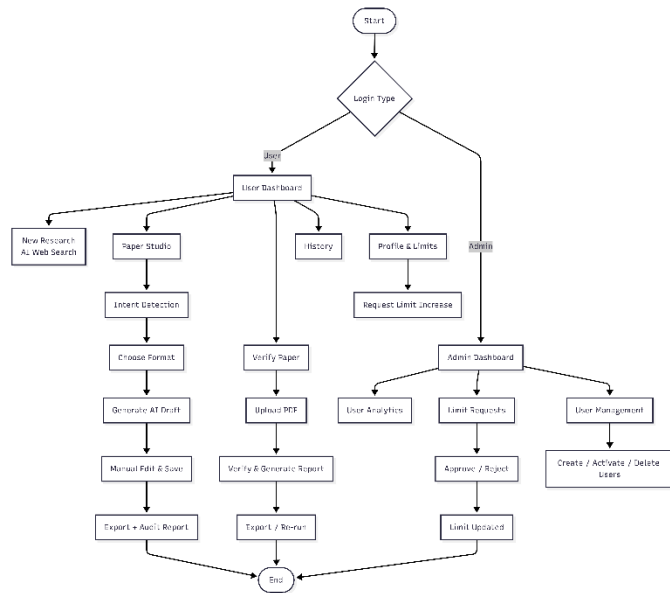 Start
Login Type
User
User Dashboard
New Research
AI Web Search
Paper Studio
History
Profile & Limits
Admin
Intent Detection
Request Limit Increase
Choose Format
Verify Paper
Admin Dashboard
Generate AI Draft
Upload PDF
User Analytics
Limit Requests
User Management
Manual Edit & Save
Verify & Generate Report
Approve / Reject
Create / Activate / Delete
Users
Export + Audit Report
Export / Re-run
Limit Updated
End